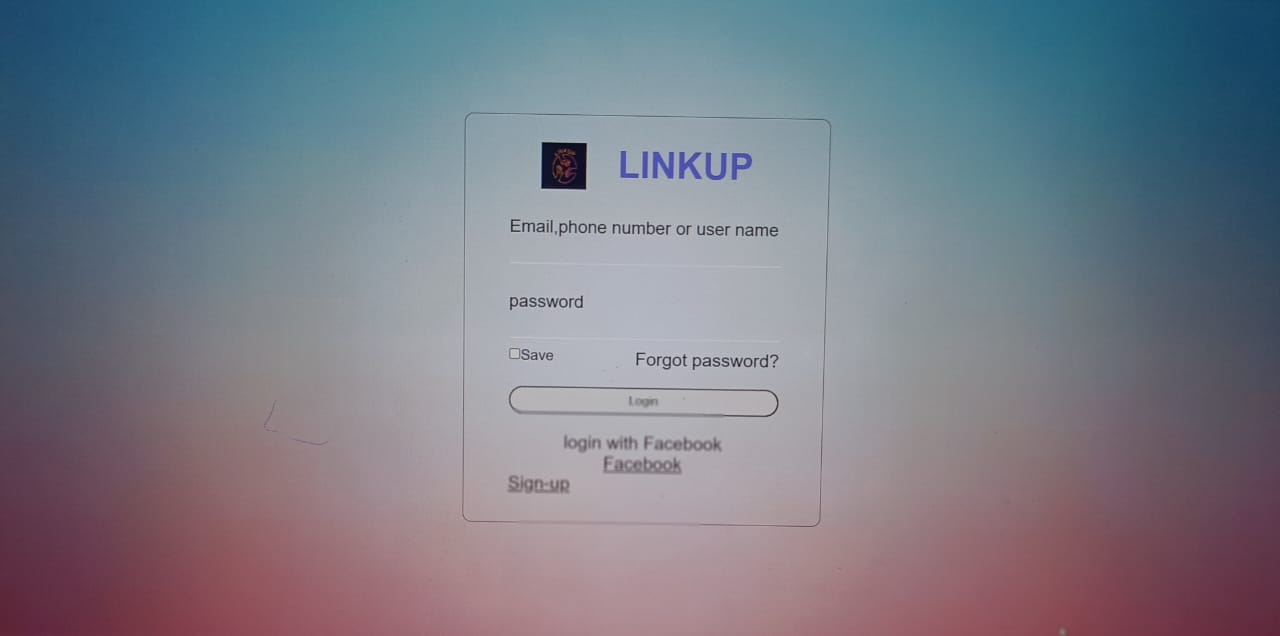 LINKUP
Email,phone number or user name
password
Save
Forgot password?
Login
login with Facebook
Facebook
Sign-up